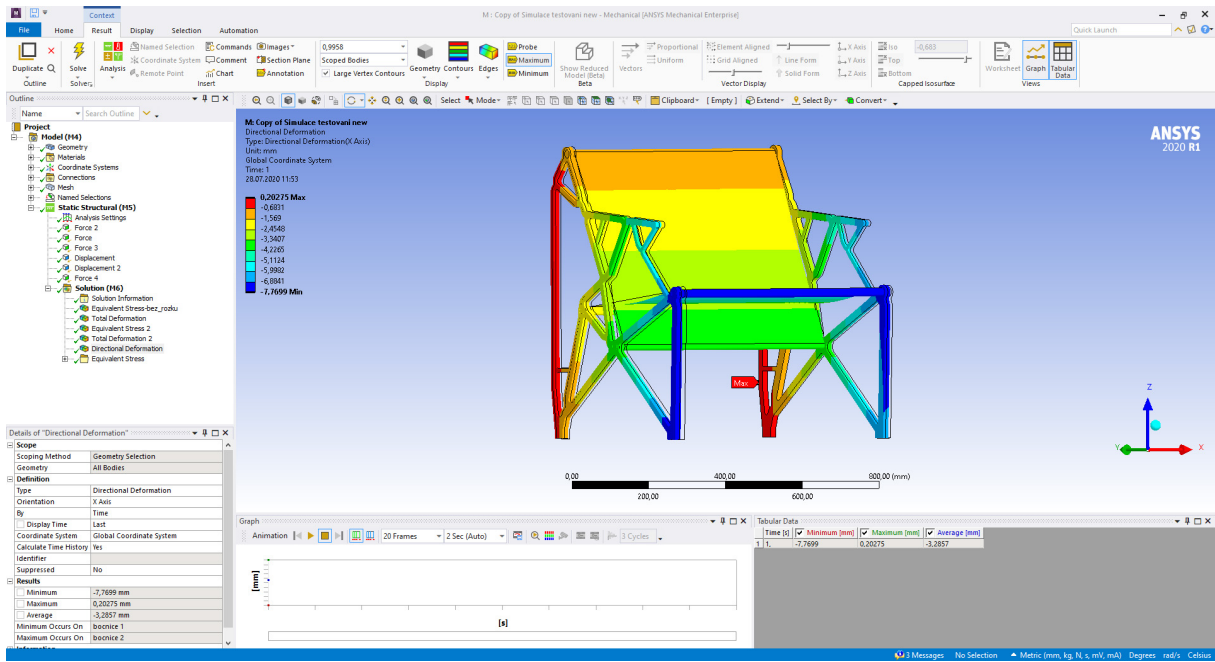 Context
M : Copy of Simulace testovani new - Mechanical [ANSYS Mechanical Enterprise]
File Home Result Display Selection Automation
Quick Launch
Duplicate Q
Outline
Solve
Solver
Analysis
Named Selection
Coordinate System
Remote Point
Commands
Comment
Chart
Images
Section Plane
Annotation
Insert
0,9958
Scoped Bodies
Large Vertex Contours
Geometry Contours Edges
Probe
Maximum
Minimum
Display
Show Reduced
Model (Beta)
Beta
Vectors
Proportional
Uniform
Element Aligned
Grid Aligned
Line Form
Solid Form
X Axis
Y Axis
Z Axis
Vector Display
Iso
Top
Bottom
-0,683
Capped Isosurface
Worksheet Graph Tabular
Data
Views
Outline
Name Search Outline
Select Mode Clipboard [ Empty ] Extend Select By Convert
Project
Model (M4)
Geometry
Materials
Coordinate Systems
Connections
Mesh
Named Selections
Static Structural (M5)
Analysis Settings
Force 2
Force
Force 3
Displacement
Displacement 2
Force 4
Solution (M6)
Solution Information
Equivalent Stress-bez_rozku
Total Deformation
Equivalent Stress 2
Total Deformation 2
Directional Deformation
Equivalent Stress
M: Copy of Simulace testovani new
Directional Deformation
Type: Directional Deformation(X Axis)
Unit: mm
Global Coordinate System
Time: 1
28.07.2020 11:53
0,20275 Max
-0,6831
-1,569
-2,4548
-3,3407
-4,2265
-5,1124
-5,9982
-6,8841
-7,7699 Min
ANSYS
2020 R1
Max
Z
Y
X
0,00 400,00 800,00 (mm)
200,00 600,00
Details of "Directional Deformation"
Scope
Scoping Method Geometry Selection
Geometry All Bodies
Definition
Type Directional Deformation
Orientation X Axis
By Time
Display Time Last
Coordinate System Global Coordinate System
Calculate Time History Yes
Identifier
Suppressed No
Results
Minimum -7,7699 mm
Maximum 0,20275 mm
Average -3,2857 mm
Minimum Occurs On bocnice 1
Maximum Occurs On bocnice 2
Information
Graph
Animation 20 Frames 2 Sec (Auto) 3 Cycles
[mm]
[s]
Tabular Data
Time [s] Minimum [mm] Maximum [mm] Average [mm]
1 1, -7,7699 0,20275 -3,2857
3 Messages No Selection Metric (mm, kg, N, s, mV, mA) Degrees rad/s Celsius